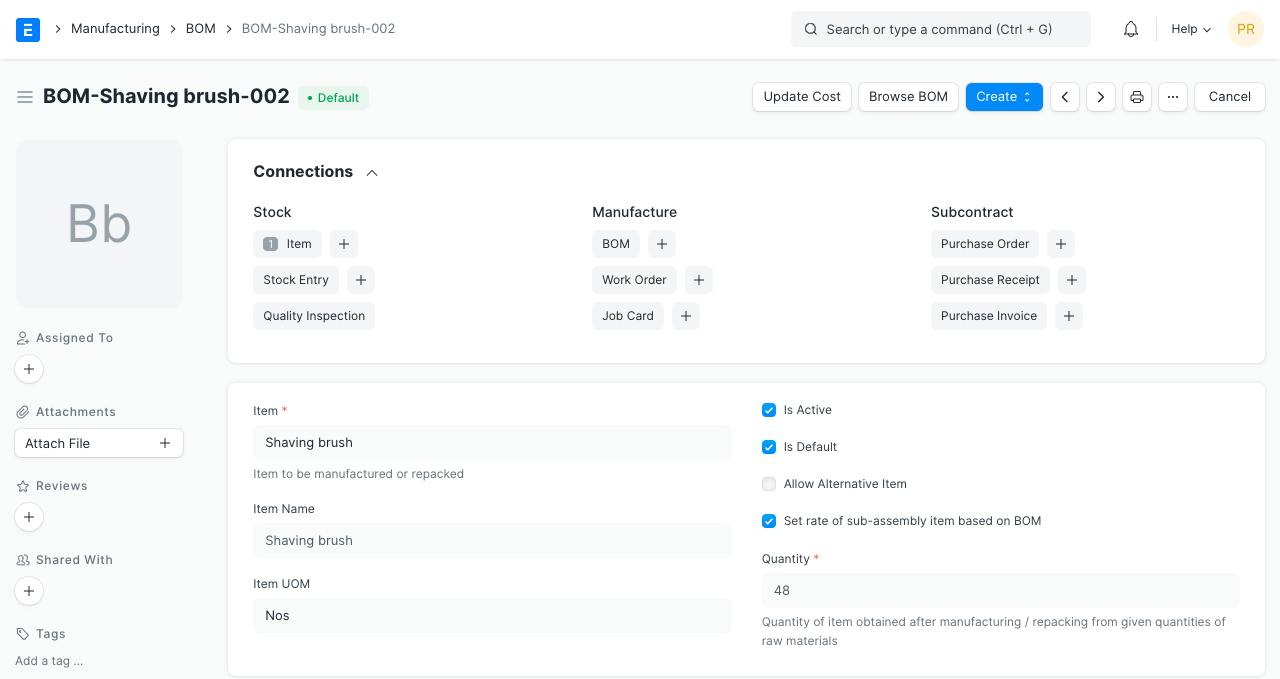 E
Manufacturing
BOM
BOM-Shaving brush-002
Search or type a command (Ctrl + G)
Help
PR
BOM-Shaving brush-002
Default
Update Cost
Browse BOM
Create
Cancel
Bb
Assigned To
Attachments
Attach File
Reviews
Shared With
Tags
Add a tag ...
Connections
Stock
1 Item
Stock Entry
Quality Inspection
Manufacture
BOM
Work Order
Job Card
Subcontract
Purchase Order
Purchase Receipt
Purchase Invoice
Item *
Shaving brush
Item to be manufactured or repacked
Item Name
Shaving brush
Item UOM
Nos
Is Active
Is Default
Allow Alternative Item
Set rate of sub-assembly item based on BOM
Quantity *
48
Quantity of item obtained after manufacturing / repacking from given quantities of
raw materials